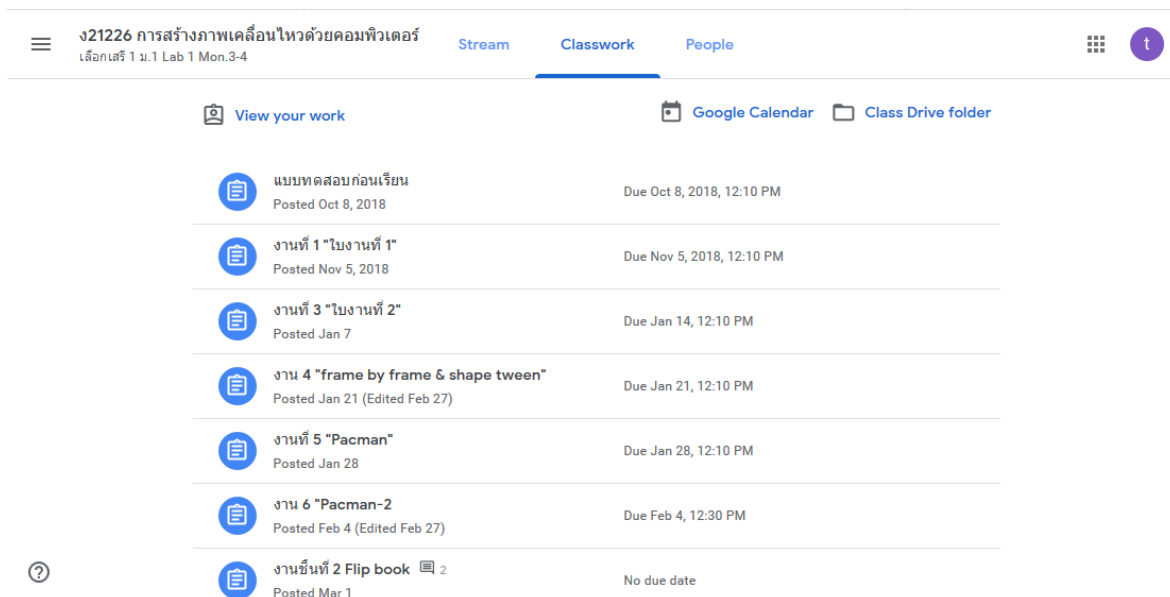 ง21226 การสร้างภาพเคลื่อนไหวด้วยคอมพิวเตอร์
เลือกเสรี 1 ม.1 Lab 1 Mon.3-4
Stream
Classwork
People
t
View your work
Google Calendar
Class Drive folder
แบบทดสอบก่อนเรียน
Posted Oct 8, 2018
Due Oct 8, 2018, 12:10 PM
งานที่ 1 "ใบงานที่ 1"
Posted Nov 5, 2018
Due Nov 5, 2018, 12:10 PM
งานที่ 3 "ใบงานที่ 2"
Posted Jan 7
Due Jan 14, 12:10 PM
งาน 4 "frame by frame & shape tween"
Posted Jan 21 (Edited Feb 27)
Due Jan 21, 12:10 PM
งานที่ 5 "Pacman"
Posted Jan 28
Due Jan 28, 12:10 PM
งาน 6 "Pacman-2
Posted Feb 4 (Edited Feb 27)
Due Feb 4, 12:30 PM
งานชิ้นที่ 2 Flip book 2
Posted Mar 1
No due date